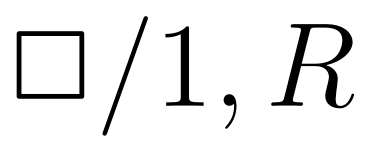 □/1, R